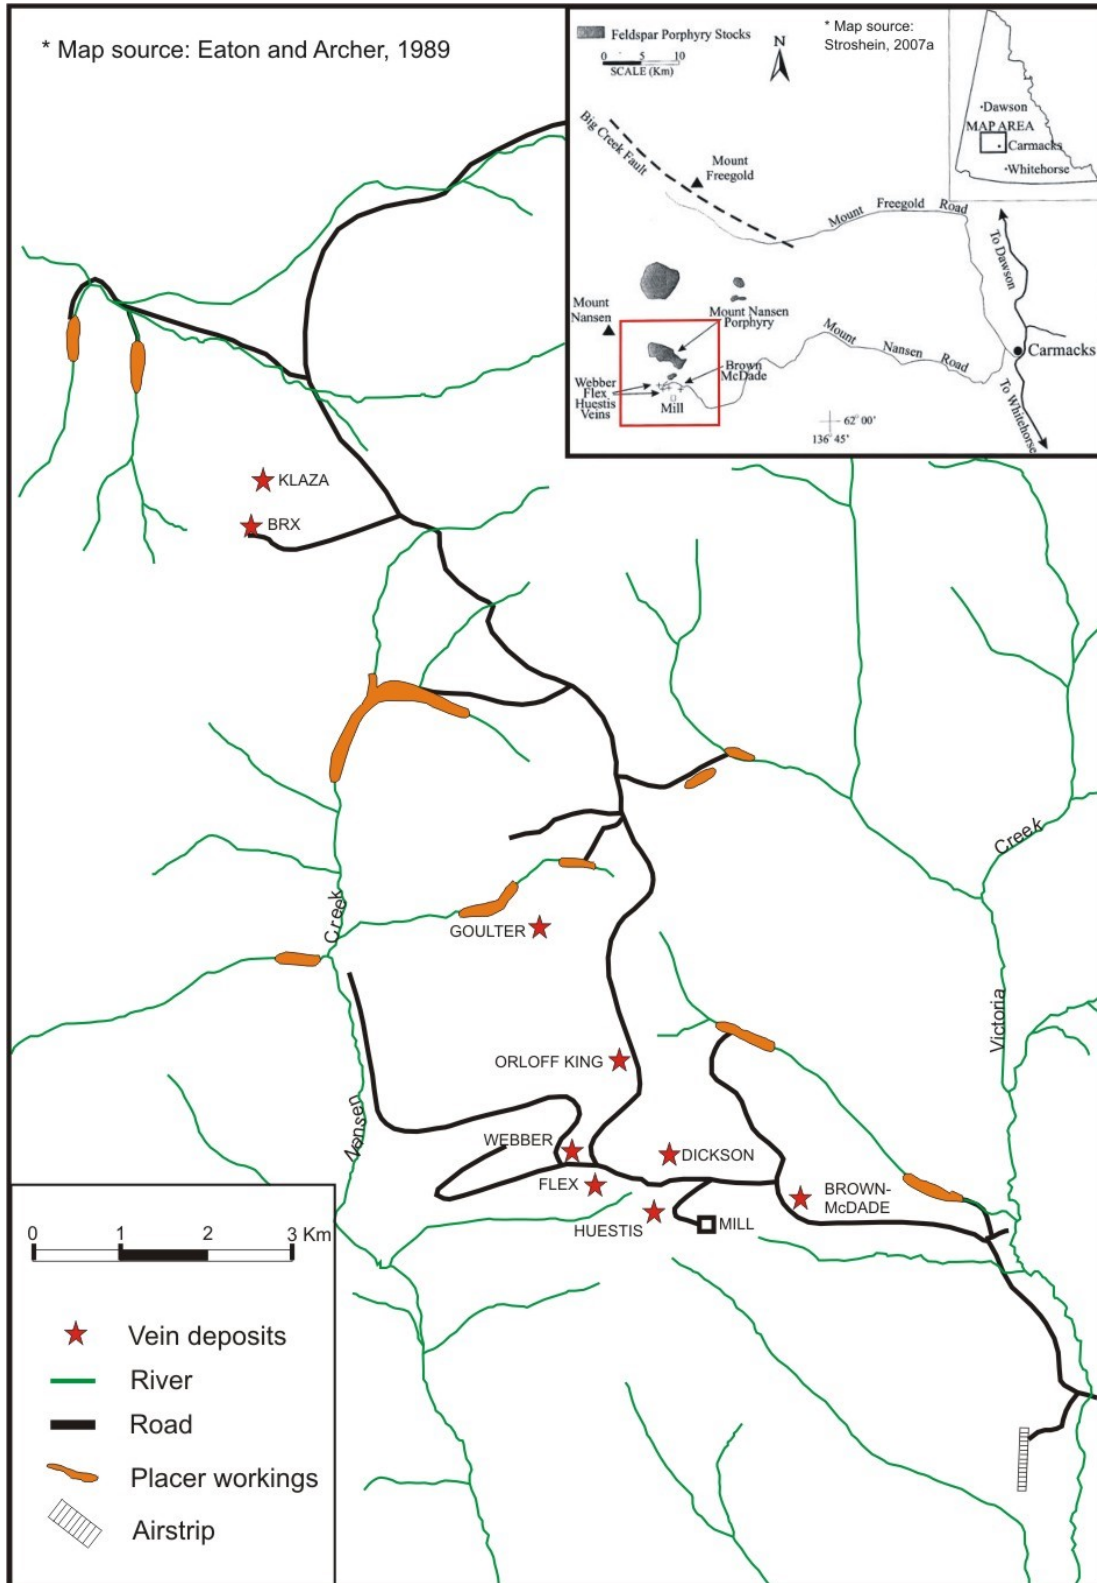 * Map source: Eaton and Archer, 1989
Feldspar Porphyry Stocks
0 5 10
SCALE (Km)
N
* Map source:
Stroshein, 2007a
Dawson
MAP AREA
Carmacks
Whitehorse
Big Creek Fault
Mount
Freegold
Mount Freegold Road
To Dawson
Mount
Nansen
Mount Nansen
Porphyry
Mount Nansen Road
Carmacks
Brown
McDade
Webber
Flex
Huestis
Veins
Mill
62° 00'
136° 45'
To Whitehorse
KLAZA
BRX
Creek
Creek
GOULTER
Victoria
ORLOFF KING
Nansen
WEBBER
DICKSON
FLEX
BROWN-
McDADE
HUESTIS
MILL
0 1 2 3 Km
Vein deposits
River
Road
Placer workings
Airstrip